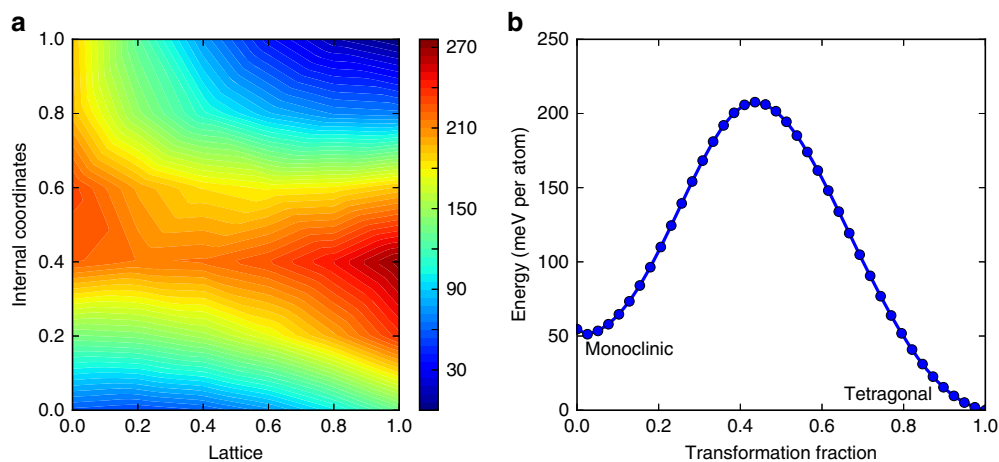 a
1.0
0.8
0.6
0.4
0.2
0.0
Internal coordinates
0.0 0.2 0.4 0.6 0.8 1.0
Lattice
270
210
150
90
30
b
250
200
150
100
50
0
Energy (meV per atom)
Monoclinic
Tetragonal
0.0 0.2 0.4 0.6 0.8 1.0
Transformation fraction